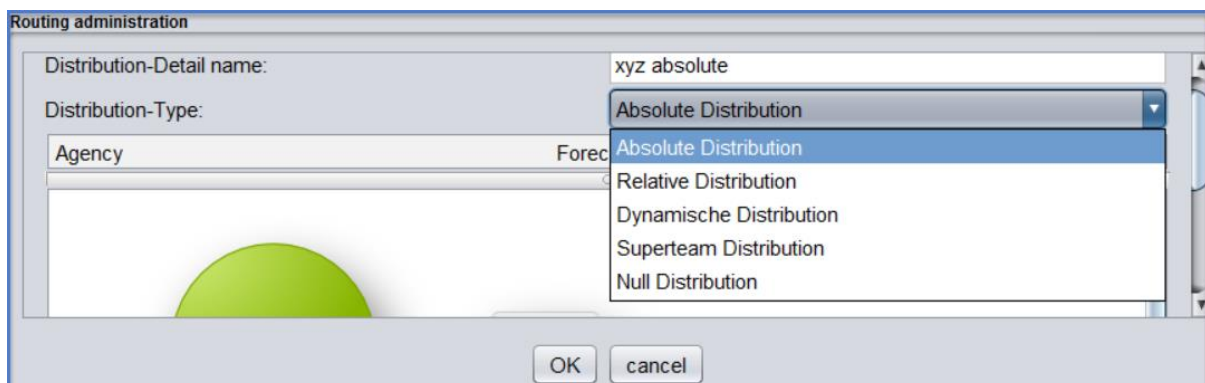 Routing administration
Distribution-Detail name: xyz absolute
Distribution-Type: Absolute Distribution
Agency Forec
Absolute Distribution
Relative Distribution
Dynamische Distribution
Superteam Distribution
Null Distribution
OK cancel